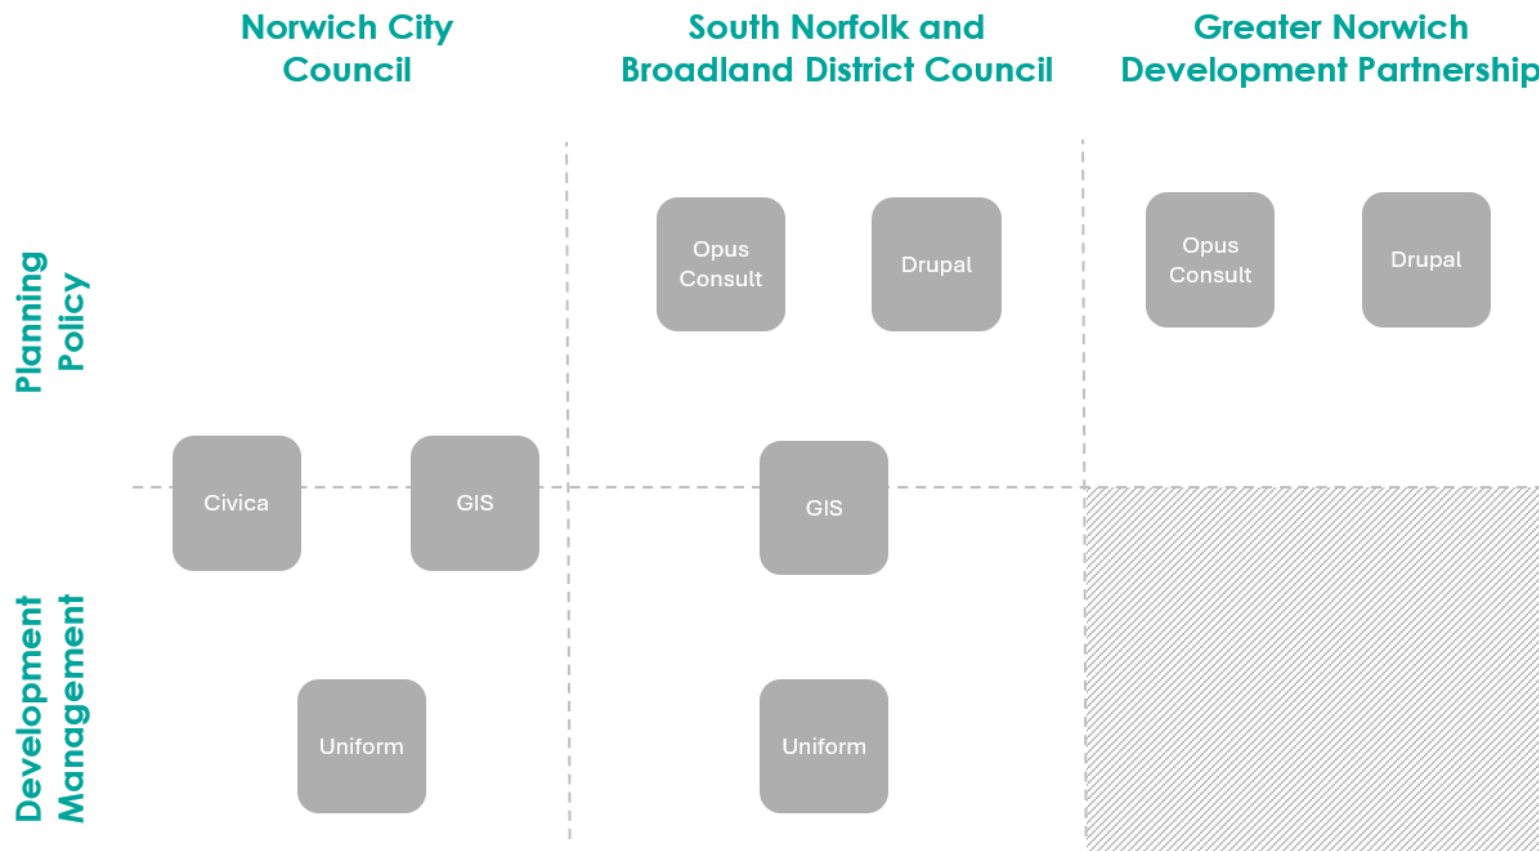 Norwich City
Council
South Norfolk and
Broadland District Council
Greater Norwich
Development Partnership
Planning
Policy
Opus
Consult
Drupal
Opus
Consult
Drupal
Civica
GIS
GIS
Development
Management
Uniform
Uniform